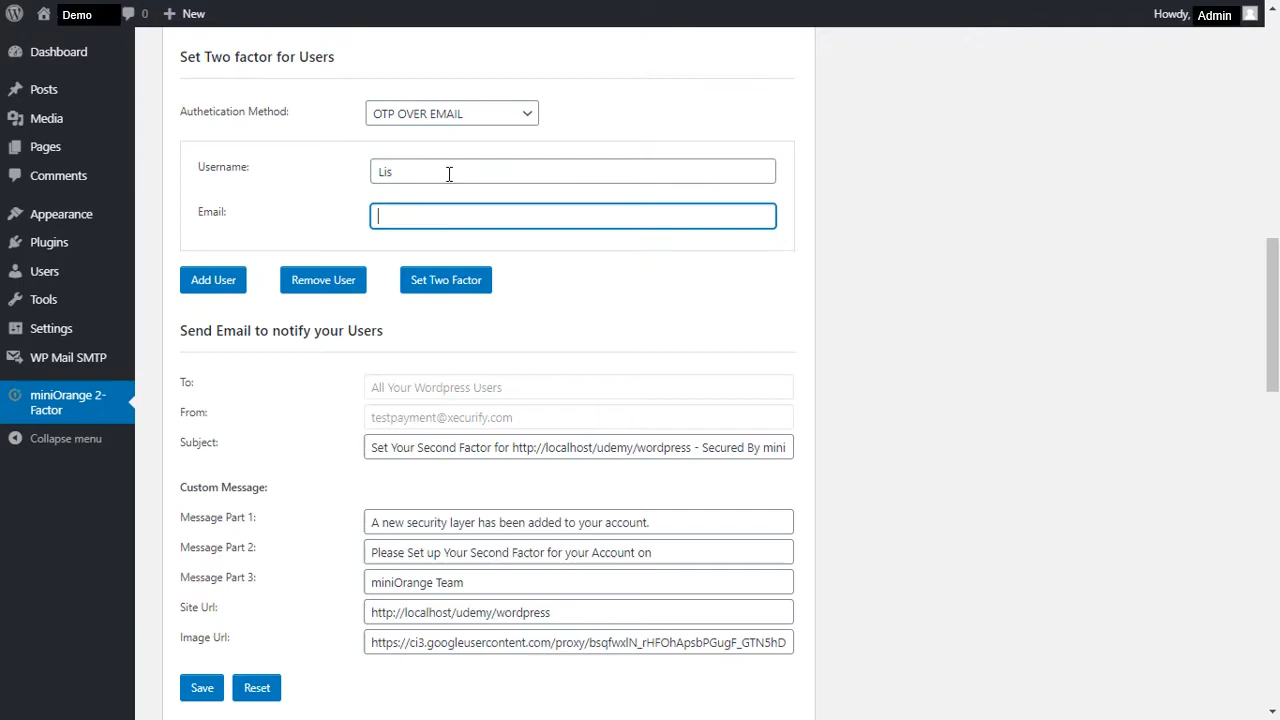 Demo 0 New Howdy, Admin
Dashboard
Posts
Media
Pages
Comments
Appearance
Plugins
Users
Tools
Settings
WP Mail SMTP
miniOrange 2-
Factor
Collapse menu
Set Two factor for Users
Authetication Method: OTP OVER EMAIL
Username: Lis
Email:
Add User Remove User Set Two Factor
Send Email to notify your Users
To: All Your Wordpress Users
From: testpayment@xecurify.com
Subject: Set Your Second Factor for http://localhost/udemy/wordpress - Secured By mini
Custom Message:
Message Part 1: A new security layer has been added to your account.
Message Part 2: Please Set up Your Second Factor for your Account on
Message Part 3: miniOrange Team
Site Url: http://localhost/udemy/wordpress
Image Url: https://ci3.googleusercontent.com/proxy/bsqfwxlN_rHFOhApsbPGugF_GTN5hD
Save Reset